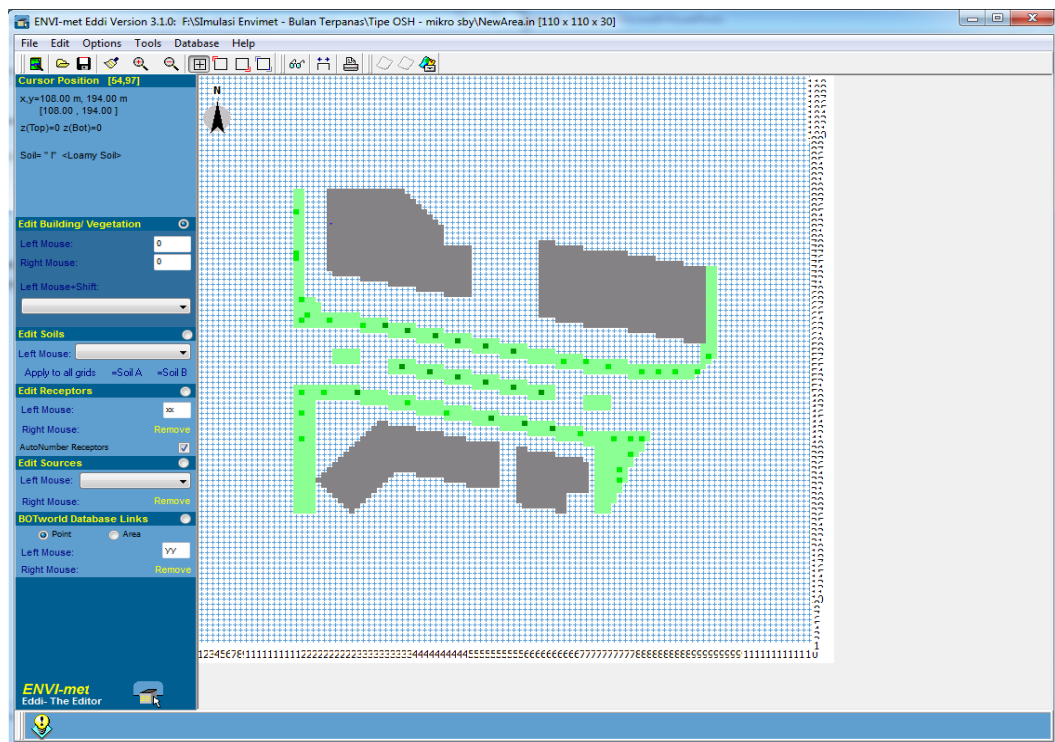 ENVI-met Eddi Version 3.1.0: F:\SImulasi Envimet - Bulan Terpanas\Tipe OSH - mikro sby\NewArea.in [110 x 110 x 30]
File Edit Options Tools Database Help
Cursor Position [54,97]
x,y=108.00 m, 194.00 m
[108.00 , 194.00 ]
z(Top)=0 z(Bot)=0
Soil= " l" <Loamy Soil>
N
Edit Building/ Vegetation
Left Mouse: 0
Right Mouse: 0
Left Mouse+Shift:
Edit Soils
Left Mouse:
Apply to all grids =Soil A =Soil B
Edit Receptors
Left Mouse: xx
Right Mouse: Remove
AutoNumber Receptors
Edit Sources
Left Mouse:
Right Mouse: Remove
BOTworld Database Links
Point Area
Left Mouse: YY
Right Mouse: Remove
ENVI-met
Eddi- The Editor